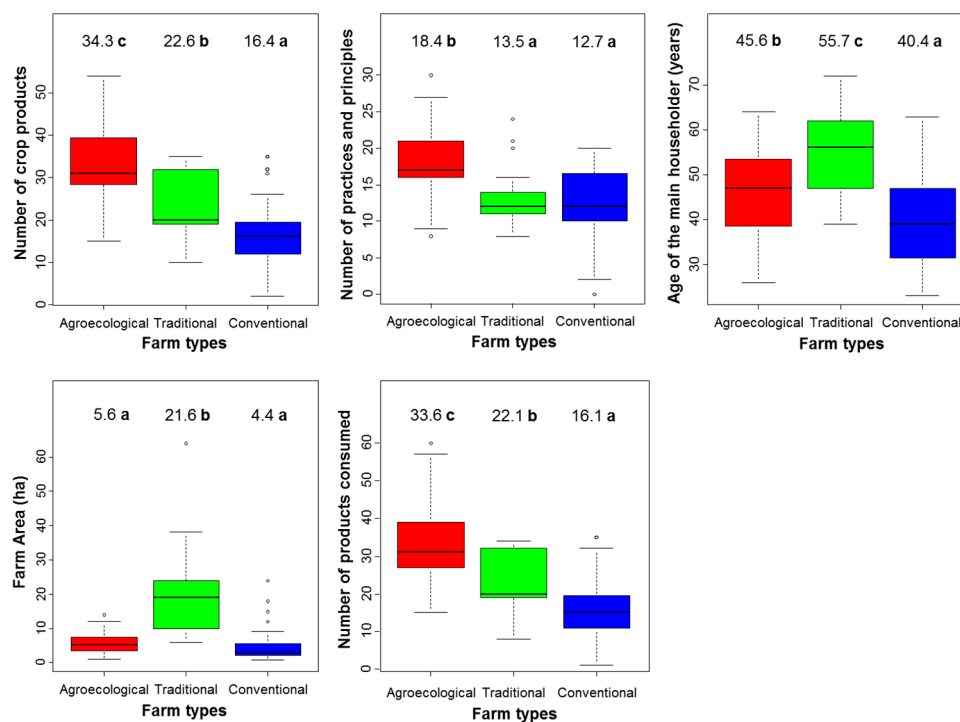 34.3 c 22.6 b 16.4 a
Number of crop products
0 10 20 30 40 50
Agroecological Traditional Conventional
Farm types
18.4 b 13.5 a 12.7 a
Number of practices and principles
0 5 10 15 20 25 30
Agroecological Traditional Conventional
Farm types
45.6 b 55.7 c 40.4 a
Age of the main householder (years)
30 40 50 60 70
Agroecological Traditional Conventional
Farm types
5.6 a 21.6 b 4.4 a
Farm Area (ha)
0 10 20 30 40 50 60
Agroecological Traditional Conventional
Farm types
33.6 c 22.1 b 16.1 a
Number of products consumed
0 10 20 30 40 50 60
Agroecological Traditional Conventional
Farm types